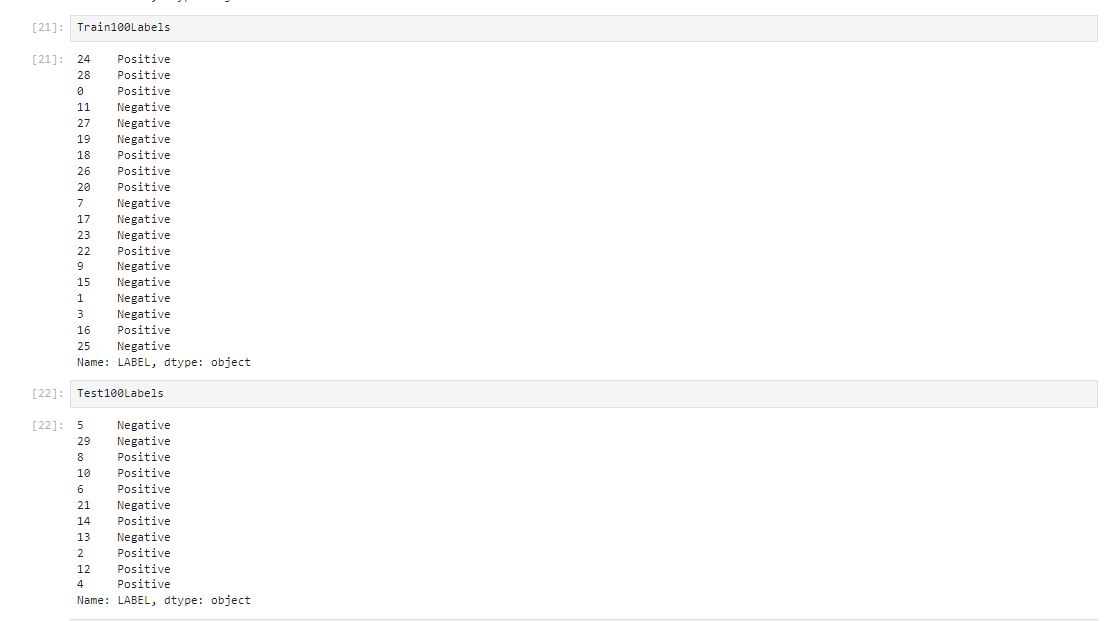 [21]: Train100Labels
[21]: 24 Positive
28 Positive
0 Positive
11 Negative
27 Negative
19 Negative
18 Positive
26 Positive
20 Positive
7 Negative
17 Negative
23 Negative
22 Positive
9 Negative
15 Negative
1 Negative
3 Negative
16 Positive
25 Negative
Name: LABEL, dtype: object
[22]: Test100Labels
[22]: 5 Negative
29 Negative
8 Positive
10 Positive
6 Positive
21 Negative
14 Positive
13 Negative
2 Positive
12 Positive
4 Positive
Name: LABEL, dtype: object